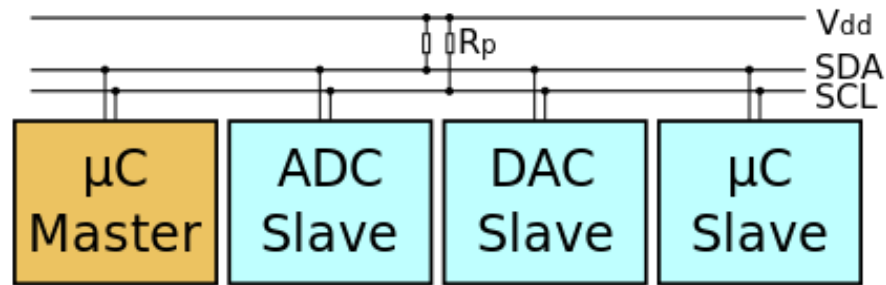 Vdd
Rp
SDA
SCL
µC
Master
ADC
Slave
DAC
Slave
µC
Slave